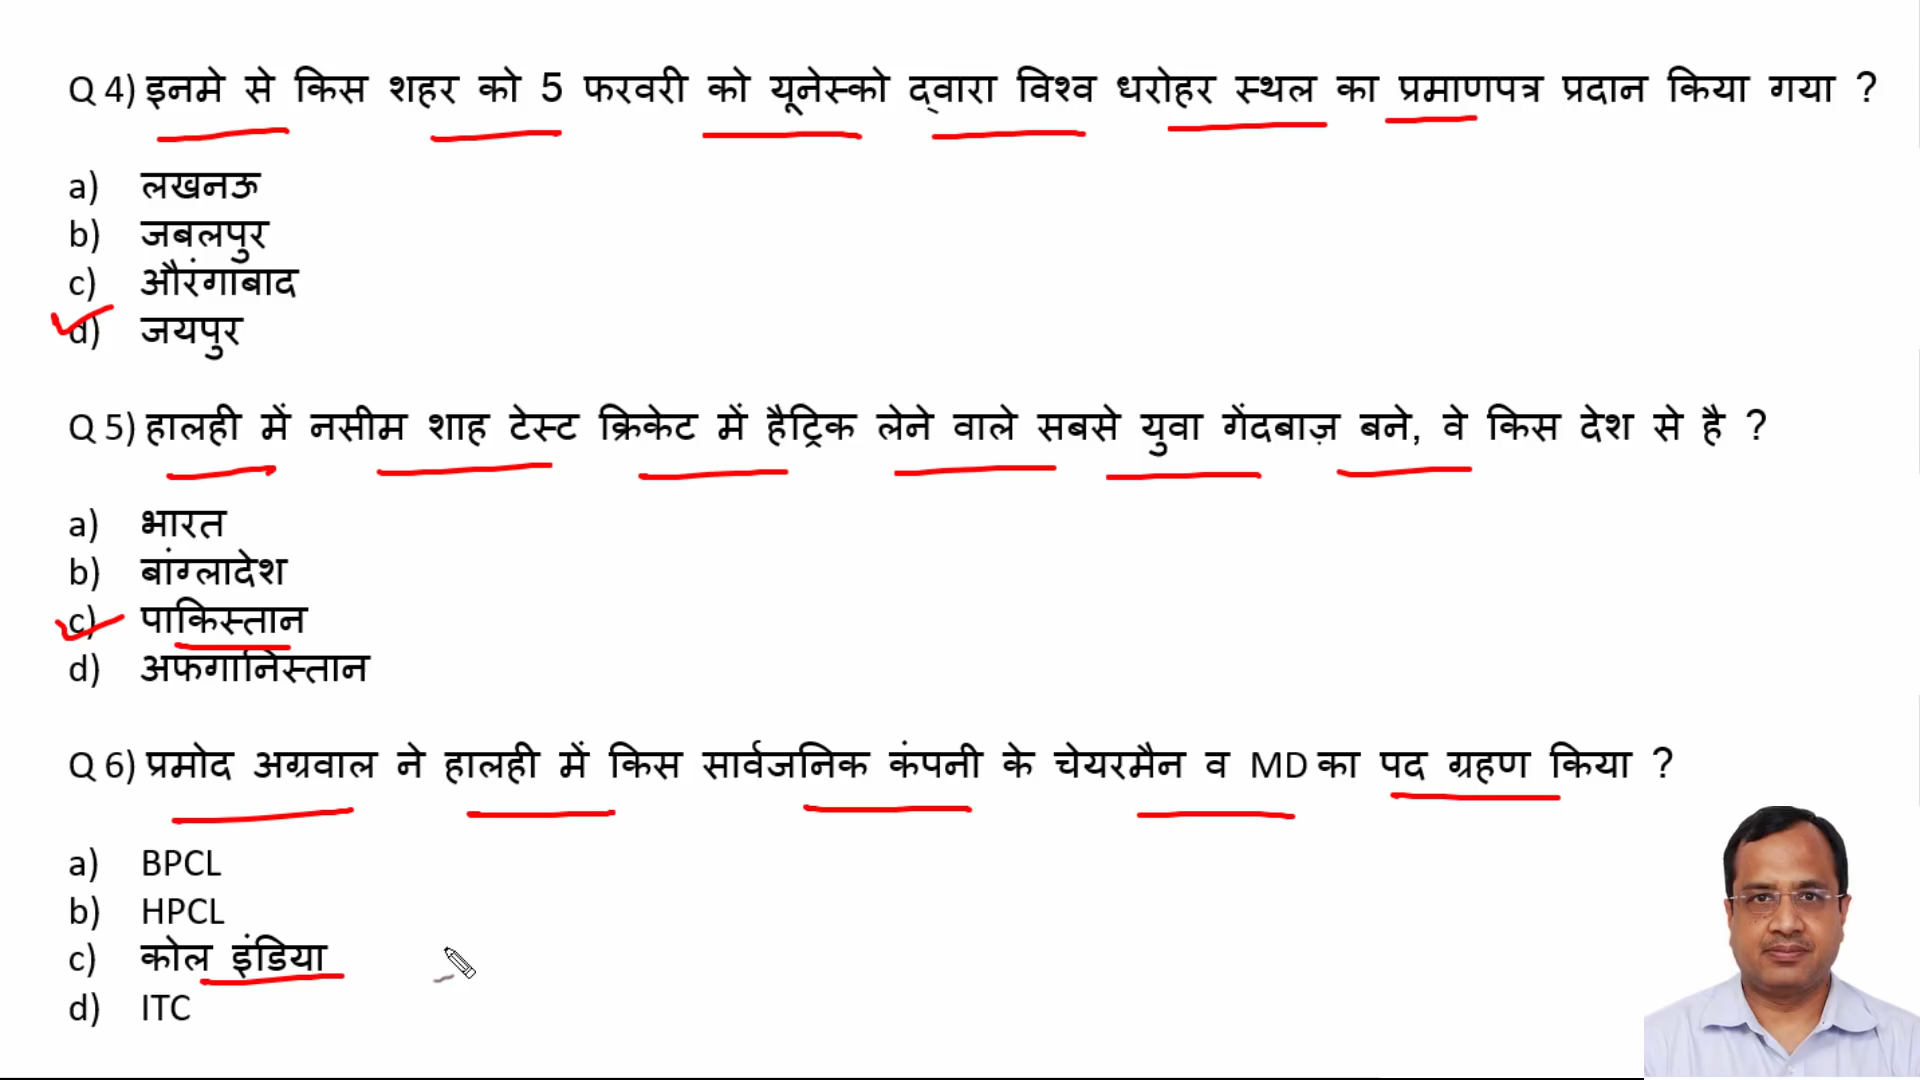 Q 4) इनमे से किस शहर को 5 फरवरी को यूनेस्को द्वारा विश्व धरोहर स्थल का प्रमाणपत्र प्रदान किया गया ?
a) लखनऊ
b) जबलपुर
c) औरंगाबाद
d) जयपुर
Q 5) हालही में नसीम शाह टेस्ट क्रिकेट में हैट्रिक लेने वाले सबसे युवा गेंदबाज़ बने, वे किस देश से है ?
a) भारत
b) बांग्लादेश
c) पाकिस्तान
d) अफगानिस्तान
Q 6) प्रमोद अग्रवाल ने हालही में किस सार्वजनिक कंपनी के चेयरमैन व MD का पद ग्रहण किया ?
a) BPCL
b) HPCL
c) कोल इंडिया
d) ITC